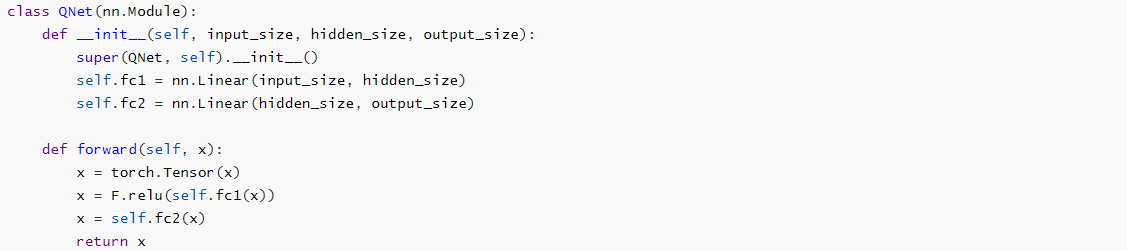 class QNet(nn.Module):
    def __init__(self, input_size, hidden_size, output_size):
        super(QNet, self).__init__()
        self.fc1 = nn.Linear(input_size, hidden_size)
        self.fc2 = nn.Linear(hidden_size, output_size)

    def forward(self, x):
        x = torch.Tensor(x)
        x = F.relu(self.fc1(x))
        x = self.fc2(x)
        return x